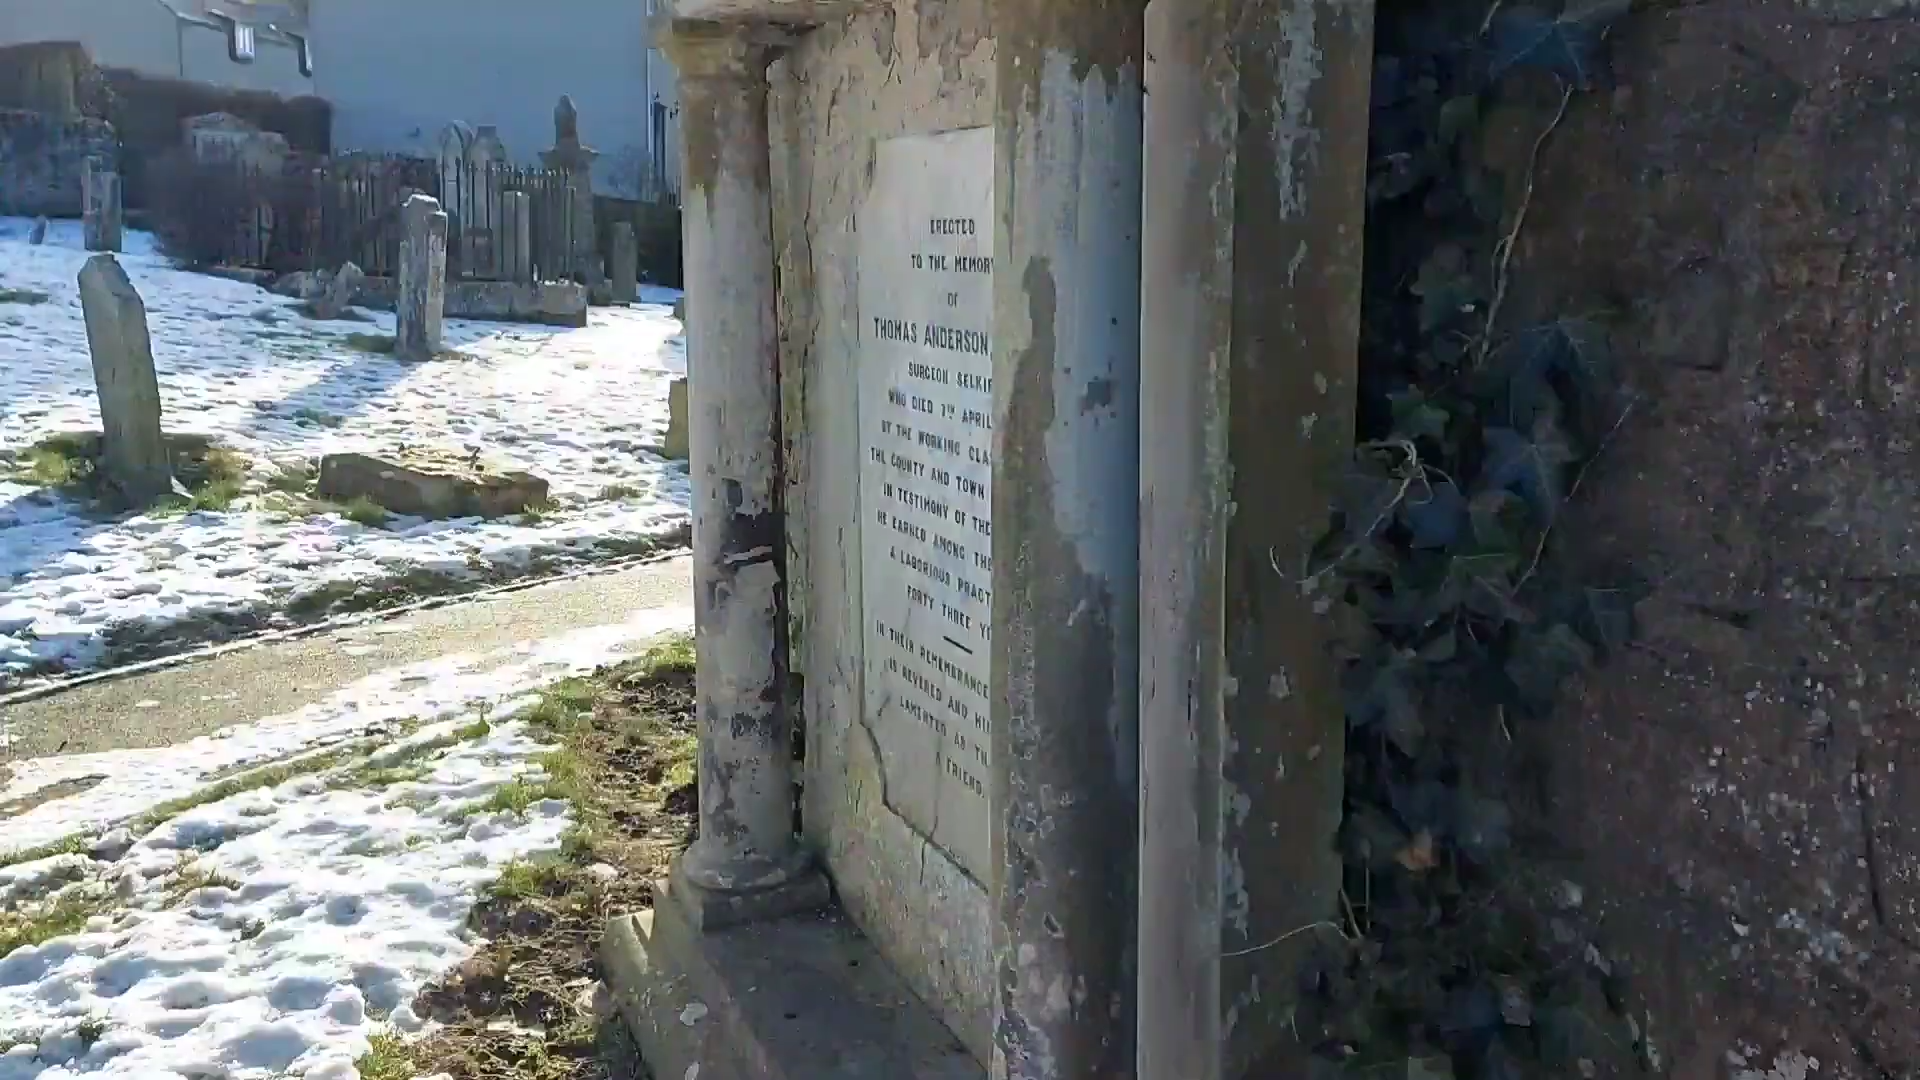 ERECTED
TO THE MEMORY
OF
THOMAS ANDERSON,
SURGEON SELKIR
WHO DIED 7TH APRIL
BY THE WORKING CLAS
THE COUNTY AND TOWN
IN TESTIMONY OF THE
HE EARNED AMONG THE
A LABORIOUS PRACT
FORTY THREE YE
IN THEIR REMEMBRANCE
IS REVERED AND HIM
LAMENTED AS TH
A FRIEND.